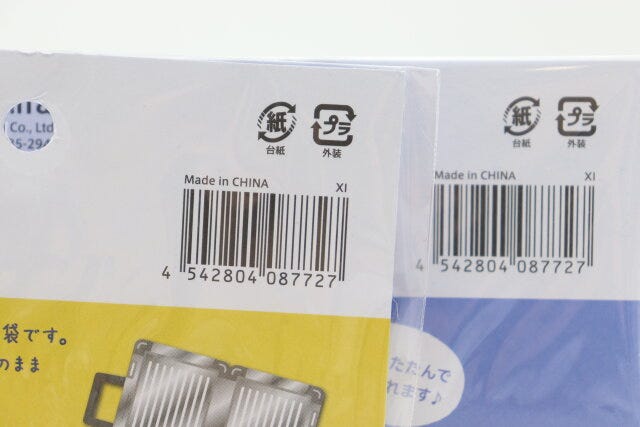 Co., Ltd
5-294
紙
プラ
台紙
外装
Made in CHINA XI
4 542804 087727
袋です。
のまま
紙
プラ
台紙
外装
Made in CHINA XI
4 542804 087727
たたんで
れます♪